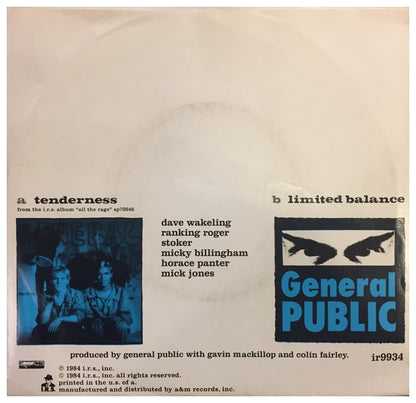 a tenderness
from the i.r.s. album "all the rage" sp70046
b limited balance
dave wakeling
ranking roger
stoker
micky billingham
horace panter
mick jones
General
PUBLIC
produced by general public with gavin mackillop and colin fairley.
ir9934
℗ 1984 i.r.s., inc.
© 1984 i.r.s., inc. all rights reserved.
printed in the u.s. of a.
manufactured and distributed by a&m records, inc.